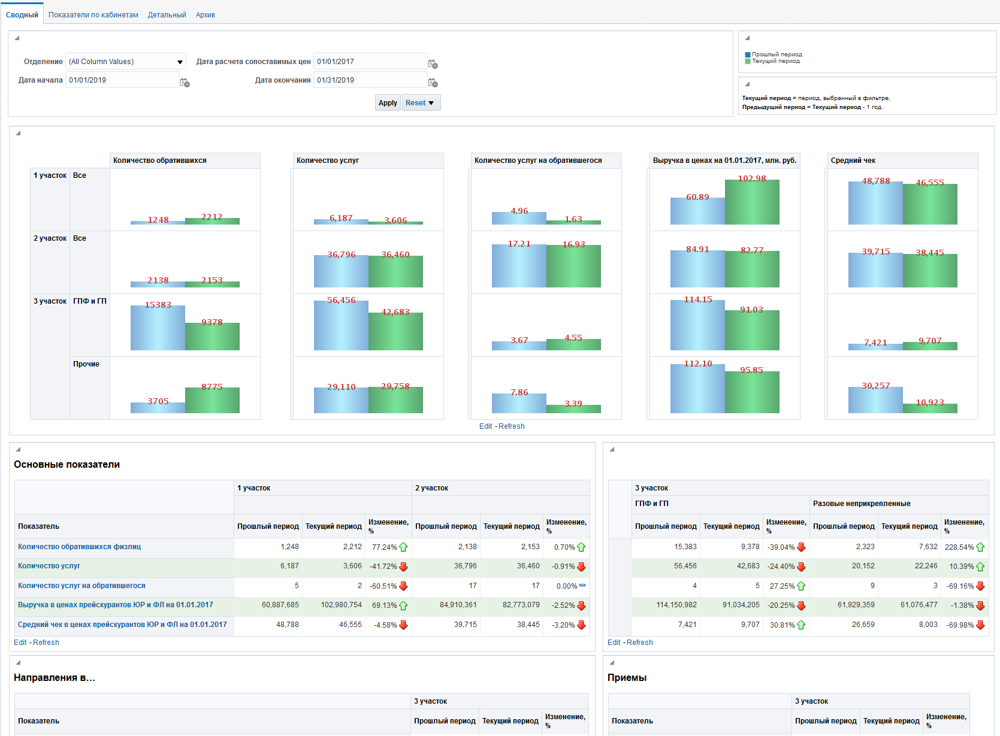 Сводный Показатели по кабинетам Детальный Архив
Отделение (All Column Values) Дата расчета сопоставимых цен 01/01/2017
Дата начала 01/01/2019 Дата окончания 01/31/2019
Apply Reset
Прошлый период
Текущий период
Текущий период = период, выбранный в фильтре,
Предыдущий период = Текущий период - 1 год.
Количество обратившихся Количество услуг Количество услуг на обратившегося Выручка в ценах на 01.01.2017, млн. руб. Средний чек
1 участок Все 1248 2212 6,187 3,606 4.96 1.63 60.89 102.98 48,788 46,555
2 участок Все 2138 2153 36,796 36,460 17.21 16.93 84.91 82.77 39,715 38,445
3 участок ГПФ и ГП 15383 9378 56,456 42,683 3.67 4.55 114.15 91.03 7,421 9,707
Прочие 3705 8775 29,110 29,758 7.86 3.39 112.10 95.85 30,257 10,923
Edit - Refresh
Основные показатели
1 участок 2 участок
Показатель Прошлый период Текущий период Изменение, % Прошлый период Текущий период Изменение, %
Количество обратившихся физлиц 1,248 2,212 77.24% 2,138 2,153 0.70%
Количество услуг 6,187 3,606 -41.72% 36,796 36,460 -0.91%
Количество услуг на обратившегося 5 2 -60.51% 17 17 0.00%
Выручка в ценах прейскурантов ЮР и ФЛ на 01.01.2017 60,887,685 102,980,754 69.13% 84,910,361 82,773,079 -2.52%
Средний чек в ценах прейскурантов ЮР и ФЛ на 01.01.2017 48,788 46,555 -4.58% 39,715 38,445 -3.20%
Edit - Refresh
3 участок
ГПФ и ГП Разовые неприкрепленные
Прошлый период Текущий период Изменение, % Прошлый период Текущий период Изменение, %
15,383 9,378 -39.04% 2,323 7,632 228.54%
56,456 42,683 -24.40% 20,152 22,246 10.39%
4 5 27.25% 9 3 -69.16%
114,150,982 91,034,205 -20.25% 61,929,359 61,076,477 -1.38%
7,421 9,707 30.81% 26,659 8,003 -69.98%
Edit - Refresh
Направления в...
3 участок
Показатель Прошлый период Текущий период Изменение, %
Приемы
3 участок
Показатель Прошлый период Текущий период Изменение, %